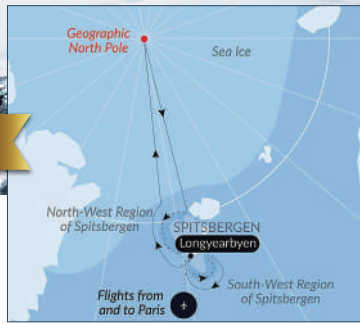 Geographic
North Pole
Sea Ice
North-West Region
of Spitsbergen
SPITSBERGEN
Longyearbyen
South-West Region
of Spitsbergen
Flights from
and to Paris